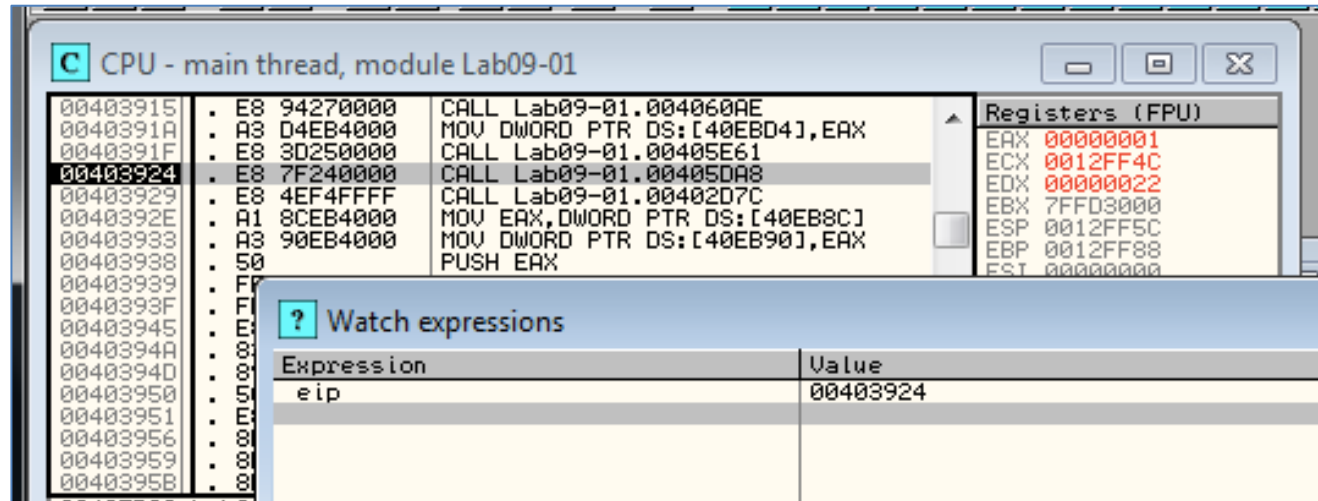 C CPU - main thread, module Lab09-01
00403915 . E8 94270000 CALL Lab09-01.004060AE
0040391A . A3 D4EB4000 MOV DWORD PTR DS:[40EBD4],EAX
0040391F . E8 3D250000 CALL Lab09-01.00405E61
00403924 . E8 7F240000 CALL Lab09-01.00405DA8
00403929 . E8 4EF4FFFF CALL Lab09-01.00402D7C
0040392E . A1 8CEB4000 MOV EAX,DWORD PTR DS:[40EB8C]
00403933 . A3 90EB4000 MOV DWORD PTR DS:[40EB90],EAX
00403938 . 50 PUSH EAX
00403939 .
0040393F .
00403945 .
0040394A .
0040394D .
00403950 .
00403951 .
00403956 .
00403959 .
0040395B .
Registers (FPU)
EAX 00000001
ECX 0012FF4C
EDX 00000022
EBX 7FFD3000
ESP 0012FF5C
EBP 0012FF88
ESI 00000000
? Watch expressions
Expression Value
eip 00403924